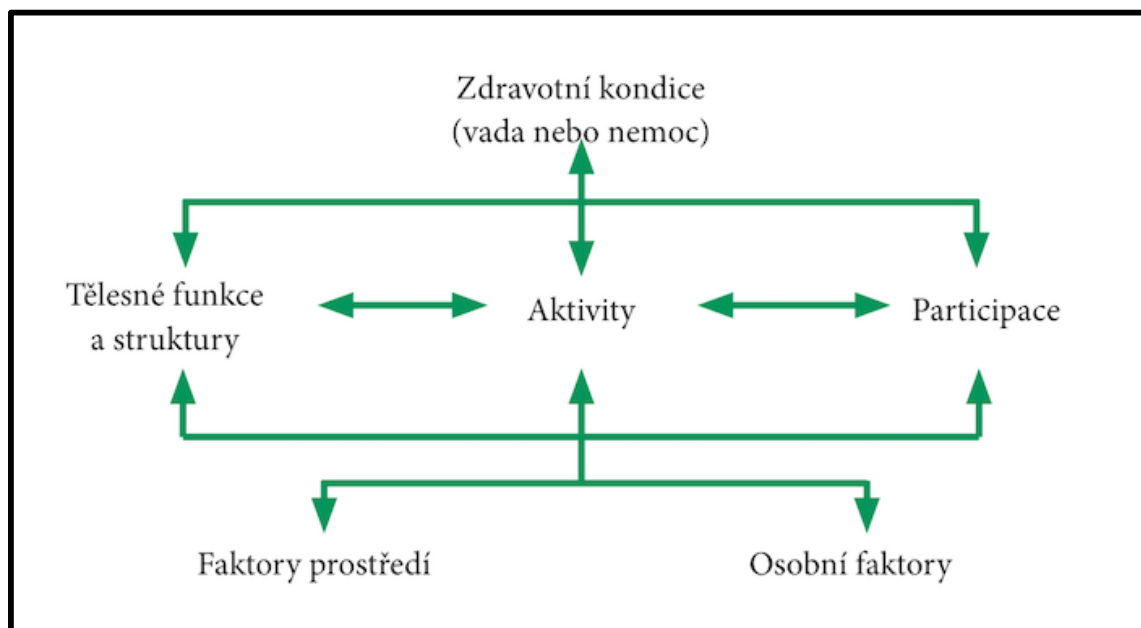 Zdravotní kondice
(vada nebo nemoc)
Tělesné funkce
a struktury
Aktivity
Participace
Faktory prostředí
Osobní faktory